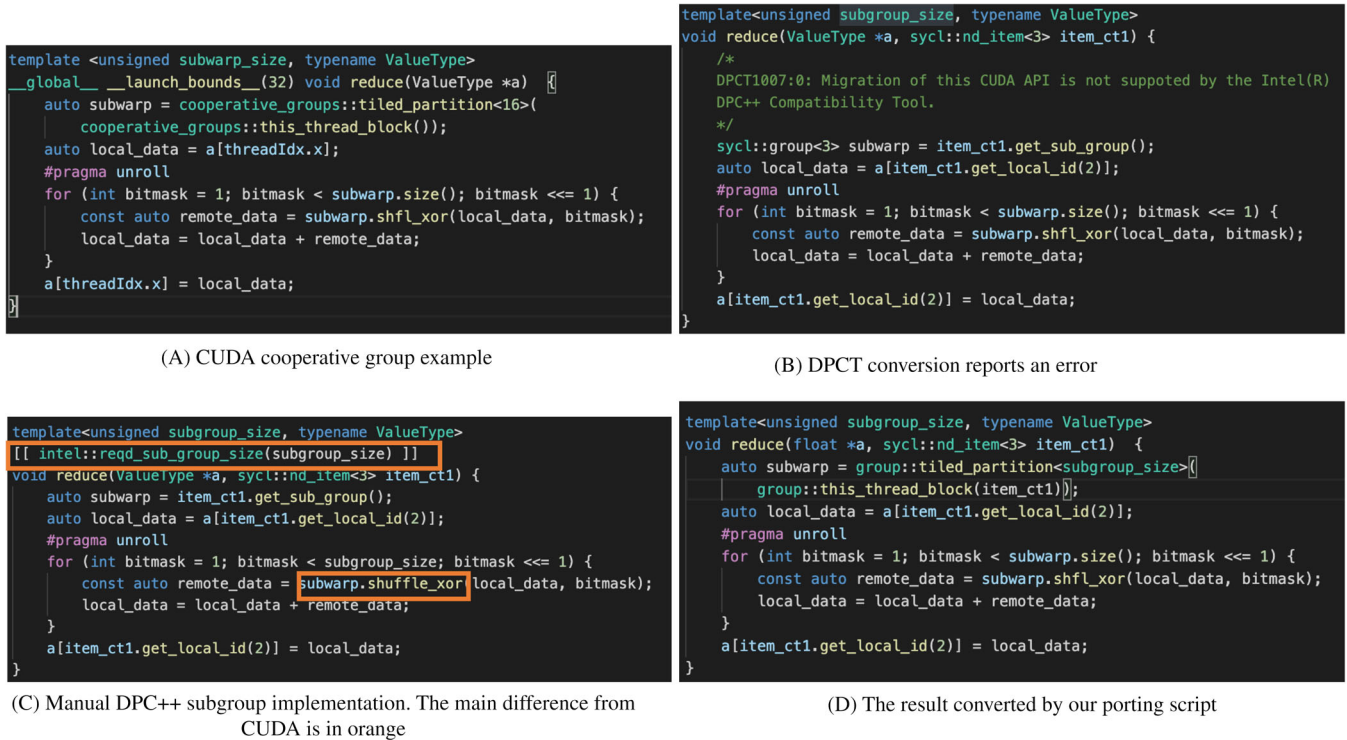 template <unsigned subwarp_size, typename ValueType>
__global__ __launch_bounds__(32) void reduce(ValueType *a)  {
    auto subwarp = cooperative_groups::tiled_partition<16>(
        cooperative_groups::this_thread_block());
    auto local_data = a[threadIdx.x];
    #pragma unroll
    for (int bitmask = 1; bitmask < subwarp.size(); bitmask <<= 1) {
        const auto remote_data = subwarp.shfl_xor(local_data, bitmask);
        local_data = local_data + remote_data;
    }
    a[threadIdx.x] = local_data;
}
(A) CUDA cooperative group example
template<unsigned subgroup_size, typename ValueType>
void reduce(ValueType *a, sycl::nd_item<3> item_ct1) {
    /*
    DPCT1007:0: Migration of this CUDA API is not suppoted by the Intel(R)
    DPC++ Compatibility Tool.
    */
    sycl::group<3> subwarp = item_ct1.get_sub_group();
    auto local_data = a[item_ct1.get_local_id(2)];
    #pragma unroll
    for (int bitmask = 1; bitmask < subwarp.size(); bitmask <<= 1) {
        const auto remote_data = subwarp.shfl_xor(local_data, bitmask);
        local_data = local_data + remote_data;
    }
    a[item_ct1.get_local_id(2)] = local_data;
}
(B) DPCT conversion reports an error
template<unsigned subgroup_size, typename ValueType>
[[ intel::reqd_sub_group_size(subgroup_size) ]]
void reduce(ValueType *a, sycl::nd_item<3> item_ct1) {
    auto subwarp = item_ct1.get_sub_group();
    auto local_data = a[item_ct1.get_local_id(2)];
    #pragma unroll
    for (int bitmask = 1; bitmask < subgroup_size; bitmask <<= 1) {
        const auto remote_data = subwarp.shuffle_xor(local_data, bitmask);
        local_data = local_data + remote_data;
    }
    a[item_ct1.get_local_id(2)] = local_data;
}
(C) Manual DPC++ subgroup implementation. The main difference from
CUDA is in orange
template<unsigned subgroup_size, typename ValueType>
void reduce(float *a, sycl::nd_item<3> item_ct1)  {
    auto subwarp = group::tiled_partition<subgroup_size>(
        group::this_thread_block(item_ct1));
    auto local_data = a[item_ct1.get_local_id(2)];
    #pragma unroll
    for (int bitmask = 1; bitmask < subwarp.size(); bitmask <<= 1) {
        const auto remote_data = subwarp.shfl_xor(local_data, bitmask);
        local_data = local_data + remote_data;
    }
    a[item_ct1.get_local_id(2)] = local_data;
}
(D) The result converted by our porting script